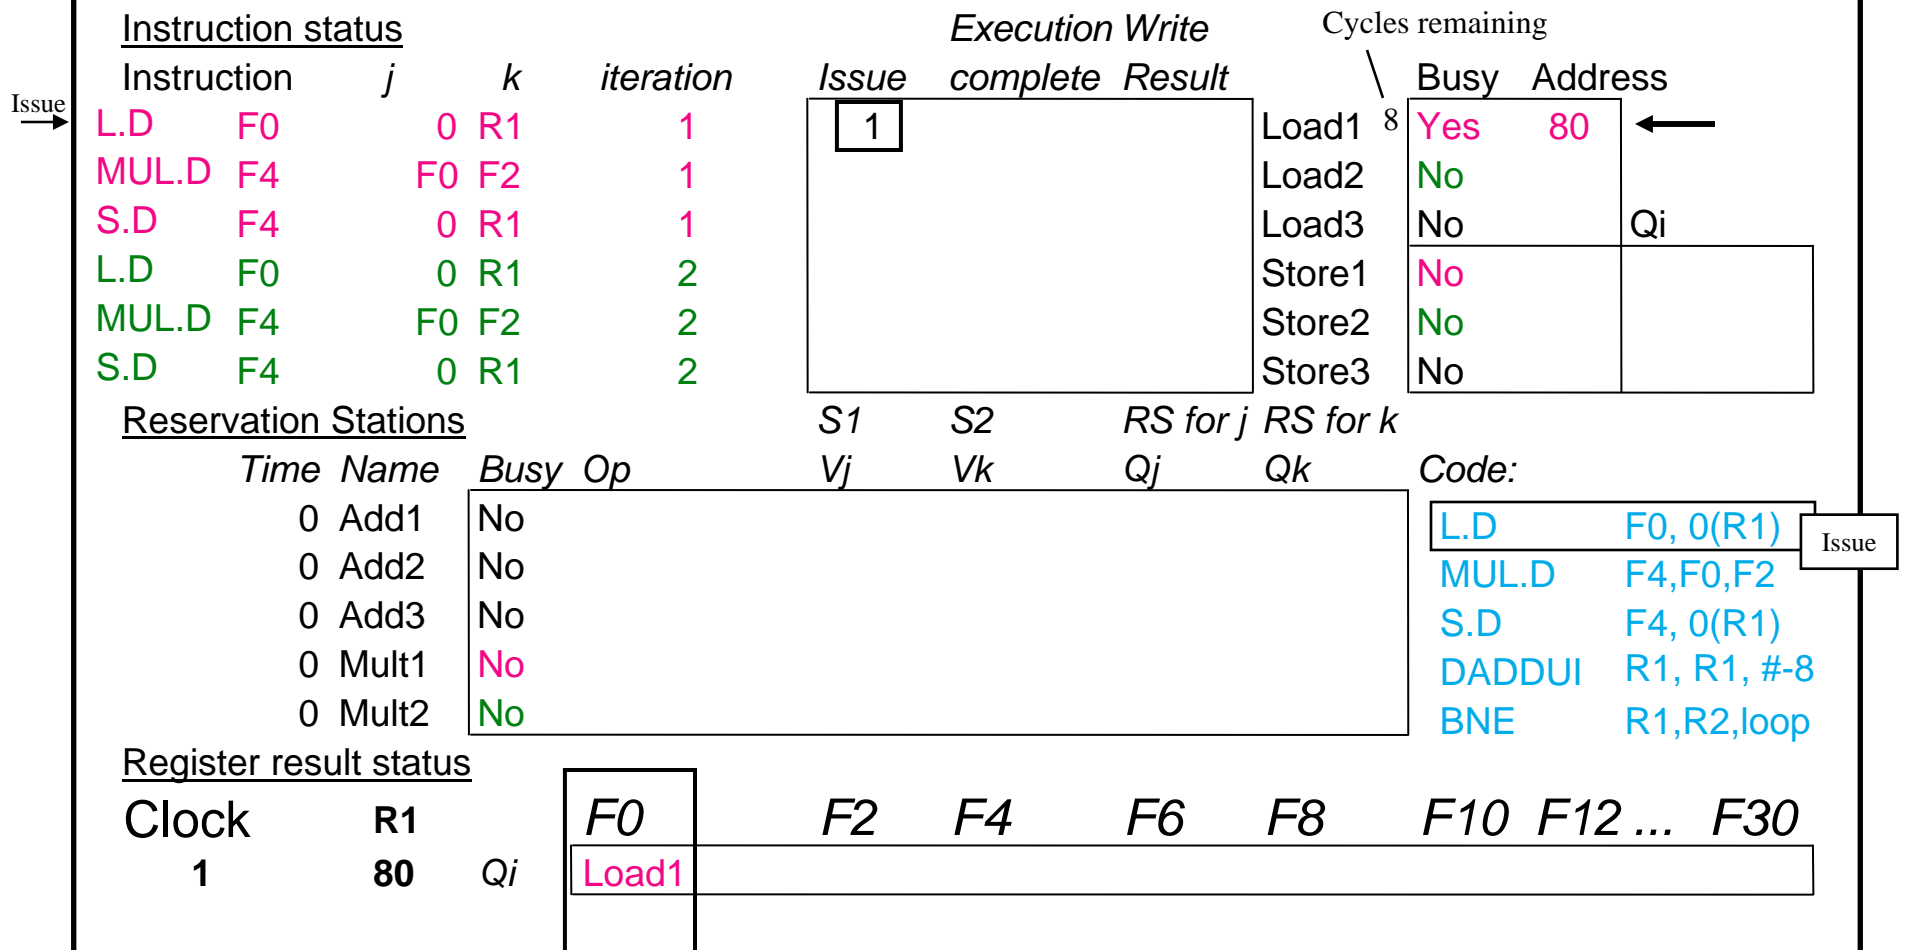 Instruction status Execution Write Cycles remaining
Instruction j k iteration Issue complete Result Busy Address
Issue L.D F0 0 R1 1 1 Load1 8 Yes 80
MUL.D F4 F0 F2 1 Load2 No
S.D F4 0 R1 1 Load3 No Qi
L.D F0 0 R1 2 Store1 No
MUL.D F4 F0 F2 2 Store2 No
S.D F4 0 R1 2 Store3 No
Reservation Stations S1 S2 RS for j RS for k
Time Name Busy Op Vj Vk Qj Qk Code:
0 Add1 No L.D F0, 0(R1) Issue
0 Add2 No MUL.D F4,F0,F2
0 Add3 No S.D F4, 0(R1)
0 Mult1 No DADDUI R1, R1, #-8
0 Mult2 No BNE R1,R2,loop
Register result status
Clock R1 F0 F2 F4 F6 F8 F10 F12 ... F30
1 80 Qi Load1